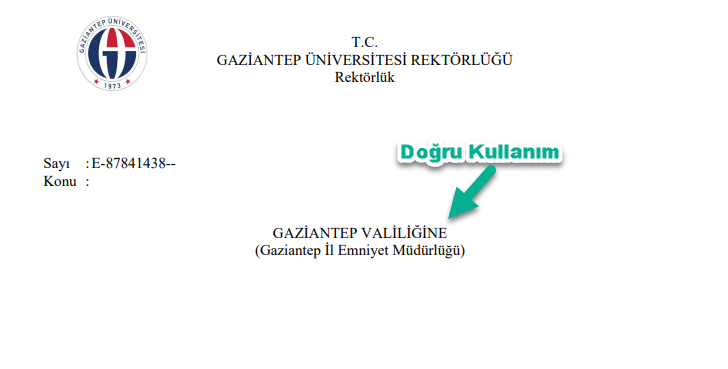 GAZİANTEP ÜNİVERSİTESİ
1973
T.C.
GAZİANTEP ÜNİVERSİTESİ REKTÖRLÜĞÜ
Rektörlük
Sayı : E-87841438--
Konu :
Doğru Kullanım
GAZİANTEP VALİLİĞİNE
(Gaziantep İl Emniyet Müdürlüğü)